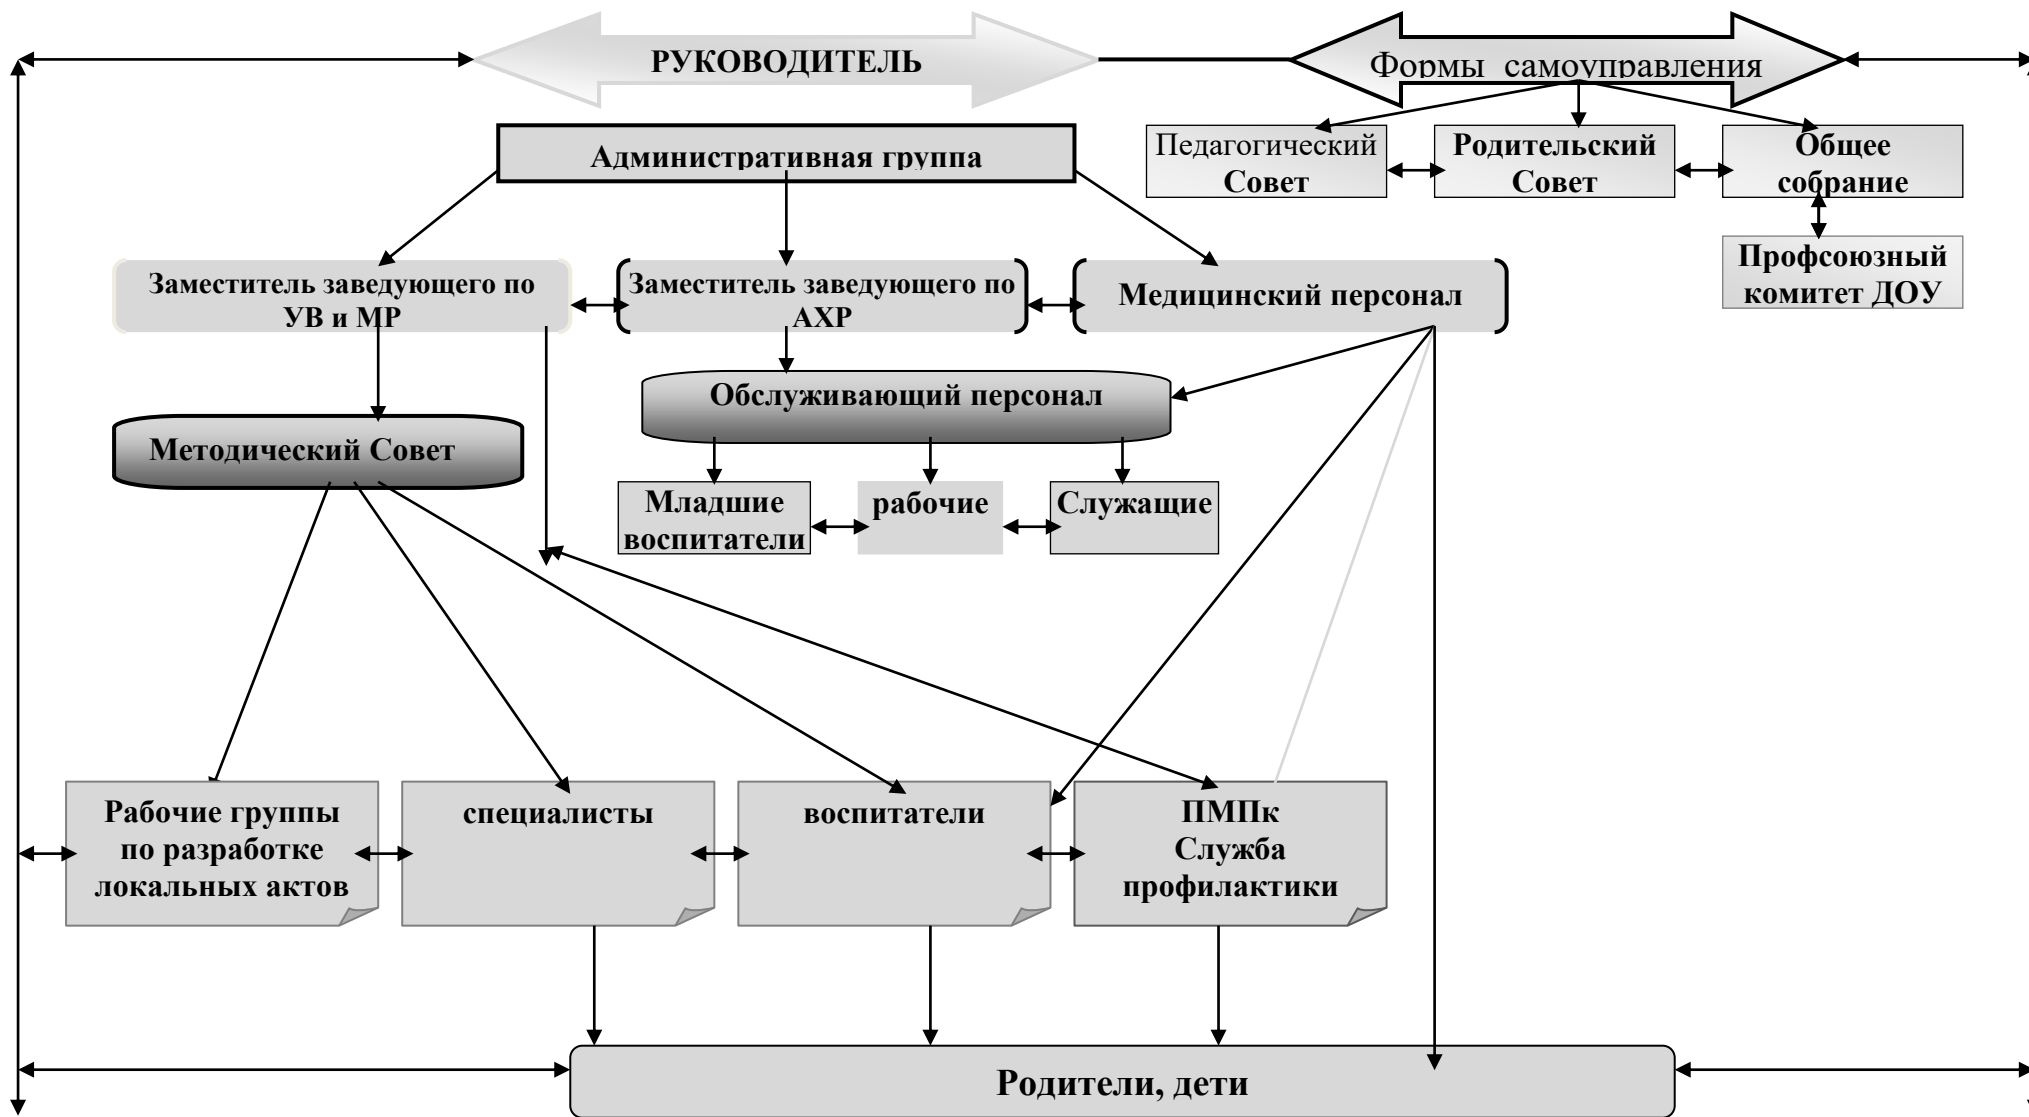 РУКОВОДИТЕЛЬ
Формы самоуправления
Административная группа
Педагогический
Совет
Родительский
Совет
Общее
собрание
Профсоюзный
комитет ДОУ
Заместитель заведующего по
УВ и МР
Заместитель заведующего по
АХР
Медицинский персонал
Обслуживающий персонал
Методический Совет
Младшие
воспитатели
рабочие
Служащие
Рабочие группы
по разработке
локальных актов
специалисты
воспитатели
ПМПк
Служба
профилактики
Родители, дети